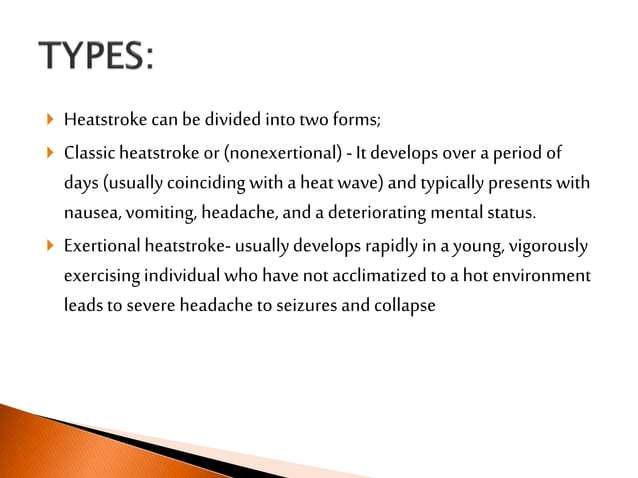 TYPES:
Heatstroke can be divided into two forms;
Classic heatstroke or (nonexertional) - It develops over a period of
days (usually coinciding with a heat wave) and typically presents with
nausea, vomiting, headache, and a deteriorating mental status.
Exertional heatstroke- usually develops rapidly in a young, vigorously
exercising individual who have not acclimatized to a hot environment
leads to severe headache to seizures and collapse